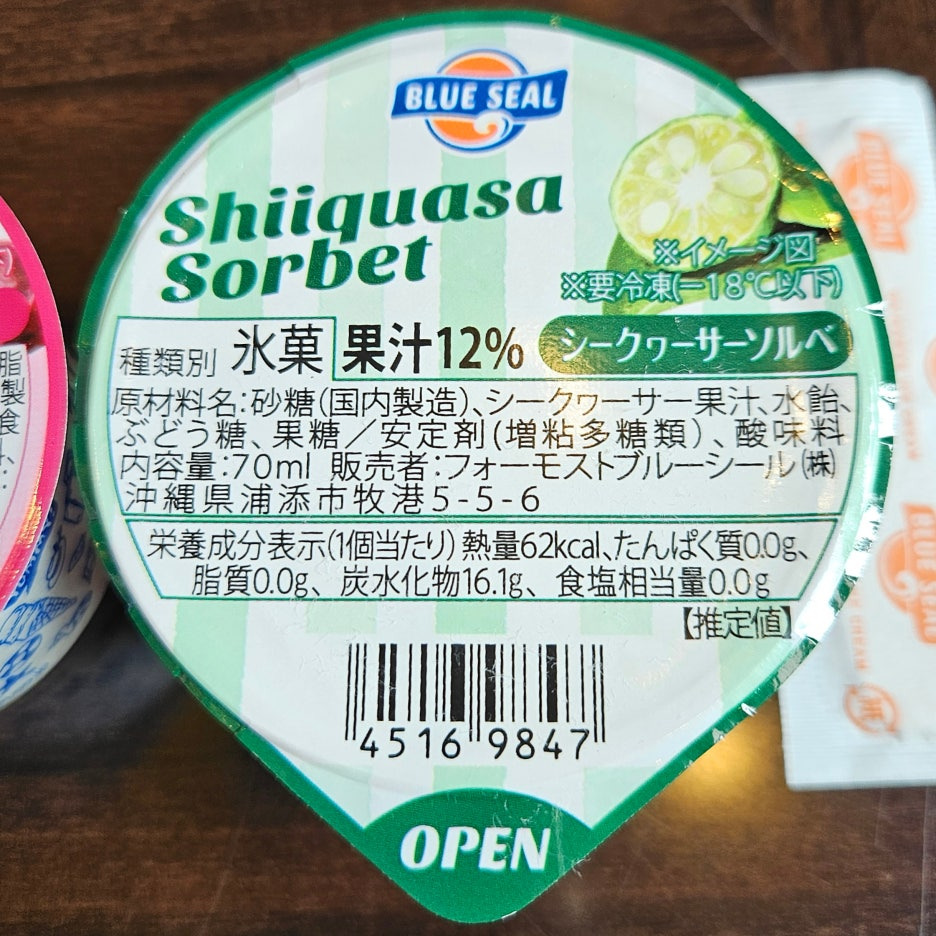 BLUE SEAL
Shiiquasa
Sorbet
※イメージ図
※要冷凍(－18℃以下)
種類別 氷菓 果汁12%
シークヮーサーソルベ
原材料名:砂糖(国内製造)、シークヮーサー果汁、水飴、
ぶどう糖、果糖／安定剤(増粘多糖類)、酸味料
内容量:70ml 販売者:フォーモストブルーシール㈱
沖縄県浦添市牧港5-5-6
栄養成分表示(1個当たり)熱量62kcal、たんぱく質0.0g、
脂質0.0g、炭水化物16.1g、食塩相当量0.0g
【推定値】
4516 9847
OPEN
脂
製
食
BLUE SEAL
BLUE SEAL